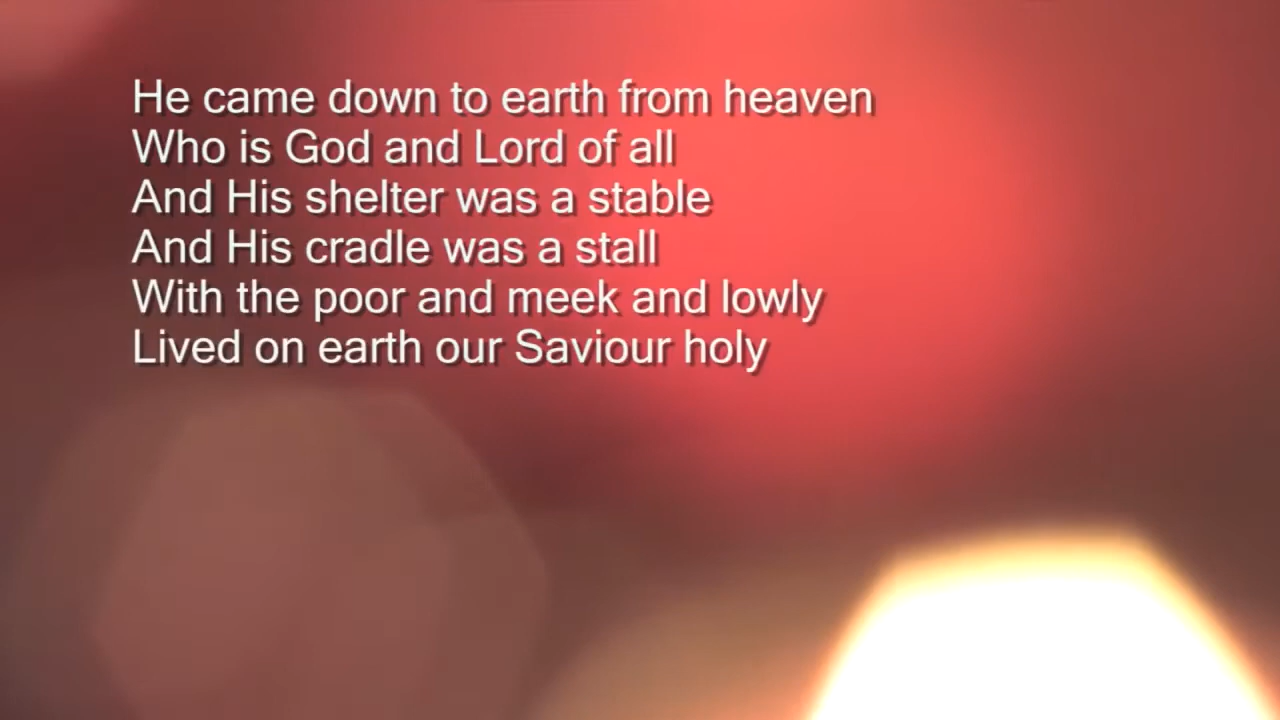 He came down to earth from heaven
Who is God and Lord of all
And His shelter was a stable
And His cradle was a stall
With the poor and meek and lowly
Lived on earth our Saviour holy